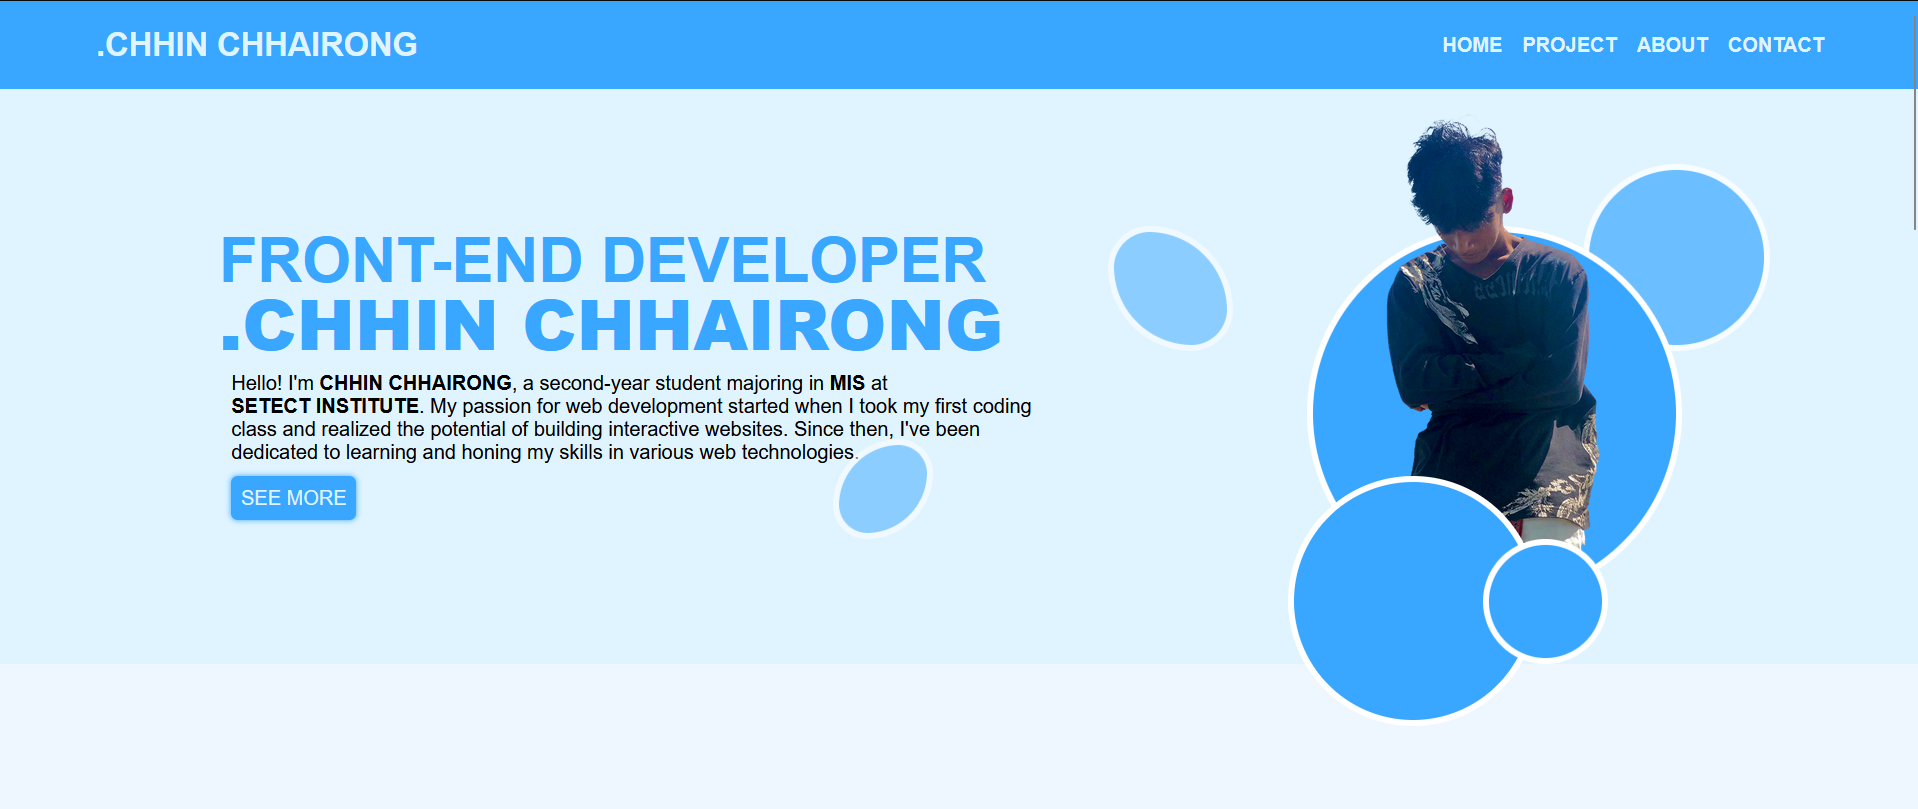 .CHHIN CHHAIRONG
HOME PROJECT ABOUT CONTACT
FRONT-END DEVELOPER
.CHHIN CHHAIRONG
Hello! I'm CHHIN CHHAIRONG, a second-year student majoring in MIS at
SETECT INSTITUTE. My passion for web development started when I took my first coding
class and realized the potential of building interactive websites. Since then, I've been
dedicated to learning and honing my skills in various web technologies.
SEE MORE